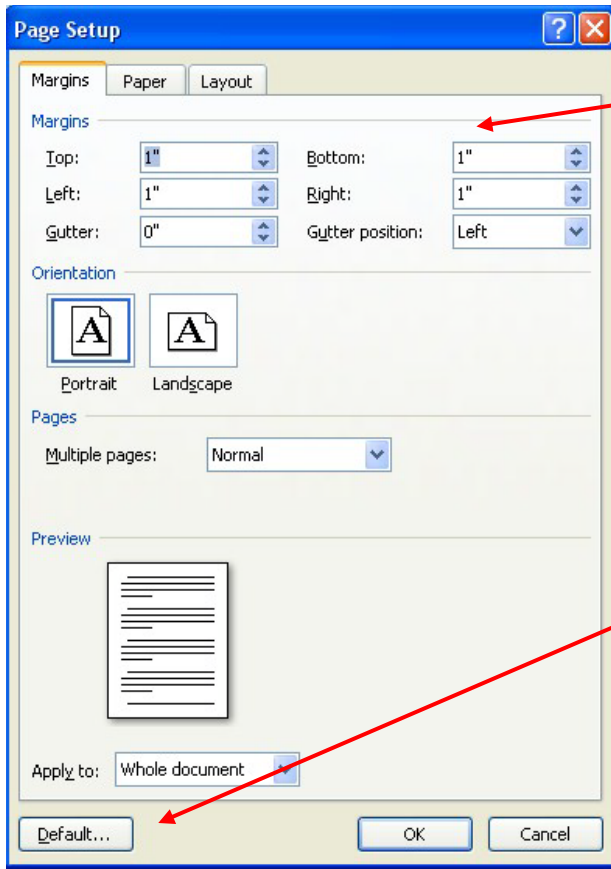 Page Setup
Margins Paper Layout
Margins
Top: 1" Bottom: 1"
Left: 1" Right: 1"
Gutter: 0" Gutter position: Left
Orientation
A A
Portrait Landscape
Pages
Multiple pages: Normal
Preview
Apply to: Whole document
Default... OK Cancel